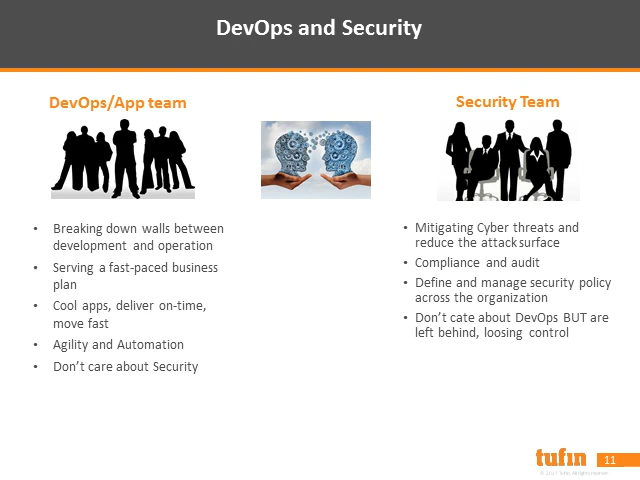 DevOps and Security
DevOps/App team
• Breaking down walls between
development and operation
• Serving a fast-paced business
plan
• Cool apps, deliver on-time,
move fast
• Agility and Automation
• Don't care about Security
Security Team
• Mitigating Cyber threats and
reduce the attack surface
• Compliance and audit
• Define and manage security policy
across the organization
• Don't cate about DevOps BUT are
left behind, loosing control
tufin
11